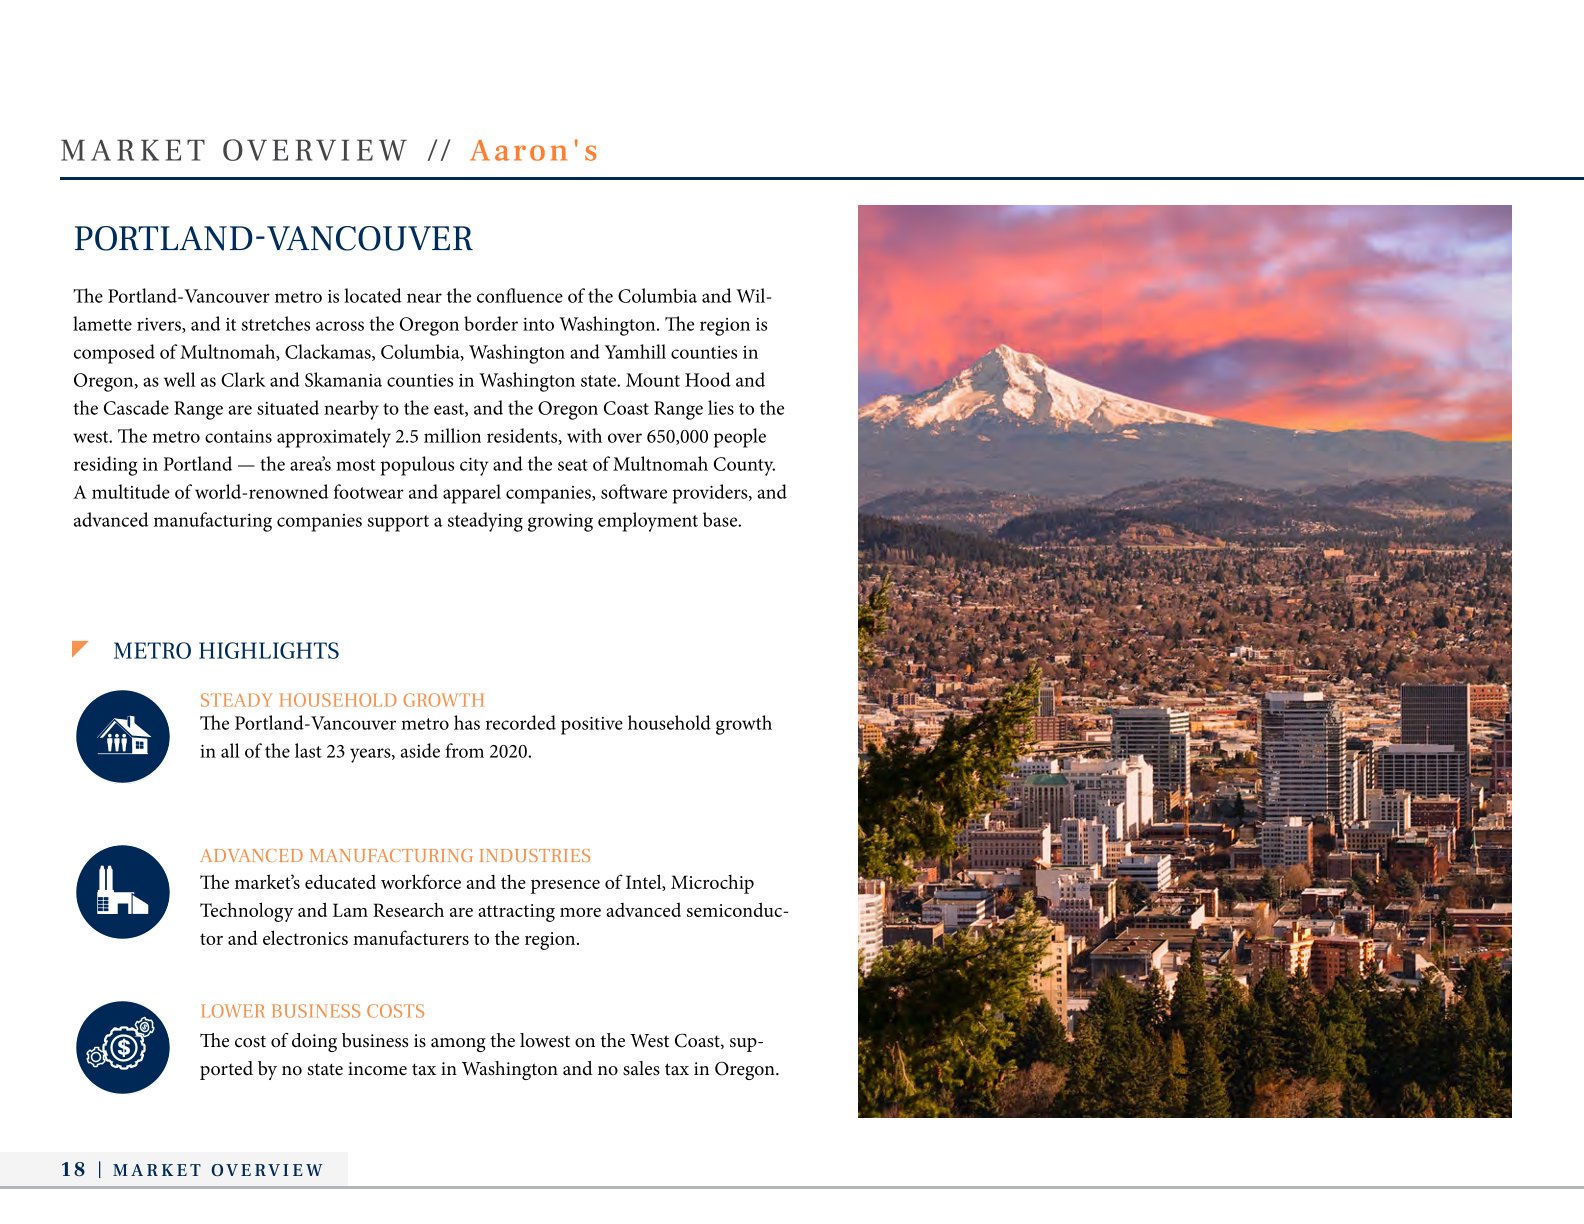 MARKET OVERVIEW // Aaron's
PORTLAND-VANCOUVER
The Portland-Vancouver metro is located near the confluence of the Columbia and Wil-
lamette rivers, and it stretches across the Oregon border into Washington. The region is
composed of Multnomah, Clackamas, Columbia, Washington and Yamhill counties in
Oregon, as well as Clark and Skamania counties in Washington state. Mount Hood and
the Cascade Range are situated nearby to the east, and the Oregon Coast Range lies to the
west. The metro contains approximately 2.5 million residents, with over 650,000 people
residing in Portland — the area’s most populous city and the seat of Multnomah County.
A multitude of world-renowned footwear and apparel companies, software providers, and
advanced manufacturing companies support a steadying growing employment base.
METRO HIGHLIGHTS
STEADY HOUSEHOLD GROWTH
The Portland-Vancouver metro has recorded positive household growth
in all of the last 23 years, aside from 2020.
ADVANCED MANUFACTURING INDUSTRIES
The market’s educated workforce and the presence of Intel, Microchip
Technology and Lam Research are attracting more advanced semiconduc-
tor and electronics manufacturers to the region.
$
LOWER BUSINESS COSTS
The cost of doing business is among the lowest on the West Coast, sup-
ported by no state income tax in Washington and no sales tax in Oregon.
18 | MARKET OVERVIEW